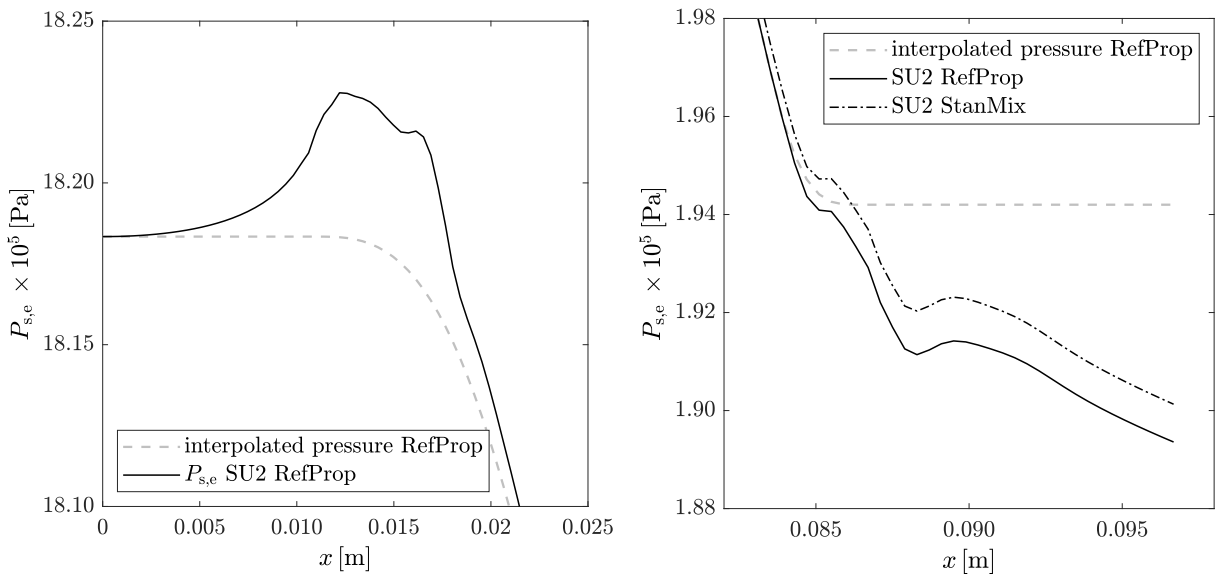 18.25
18.20
18.15
18.10
P_{s,e} × 10^5 [Pa]
0 0.005 0.010 0.015 0.02 0.025
x [m]
interpolated pressure RefProp
P_{s,e} SU2 RefProp
1.98
1.96
1.94
1.92
1.90
1.88
P_{s,e} × 10^5 [Pa]
0.085 0.090 0.095
x [m]
interpolated pressure RefProp
SU2 RefProp
SU2 StanMix